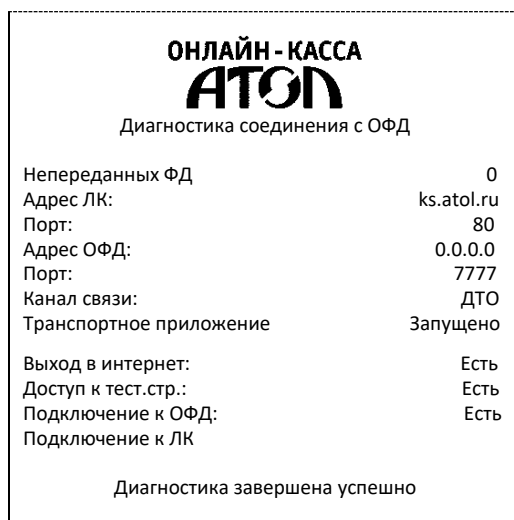 ОНЛАЙН-КАССА
АТОЛ
Диагностика соединения с ОФД
Непереданных ФД 0
Адрес ЛК: ks.atol.ru
Порт: 80
Адрес ОФД: 0.0.0.0
Порт: 7777
Канал связи: ДТО
Транспортное приложение Запущено
Выход в интернет: Есть
Доступ к тест.стр.: Есть
Подключение к ОФД: Есть
Подключение к ЛК
Диагностика завершена успешно